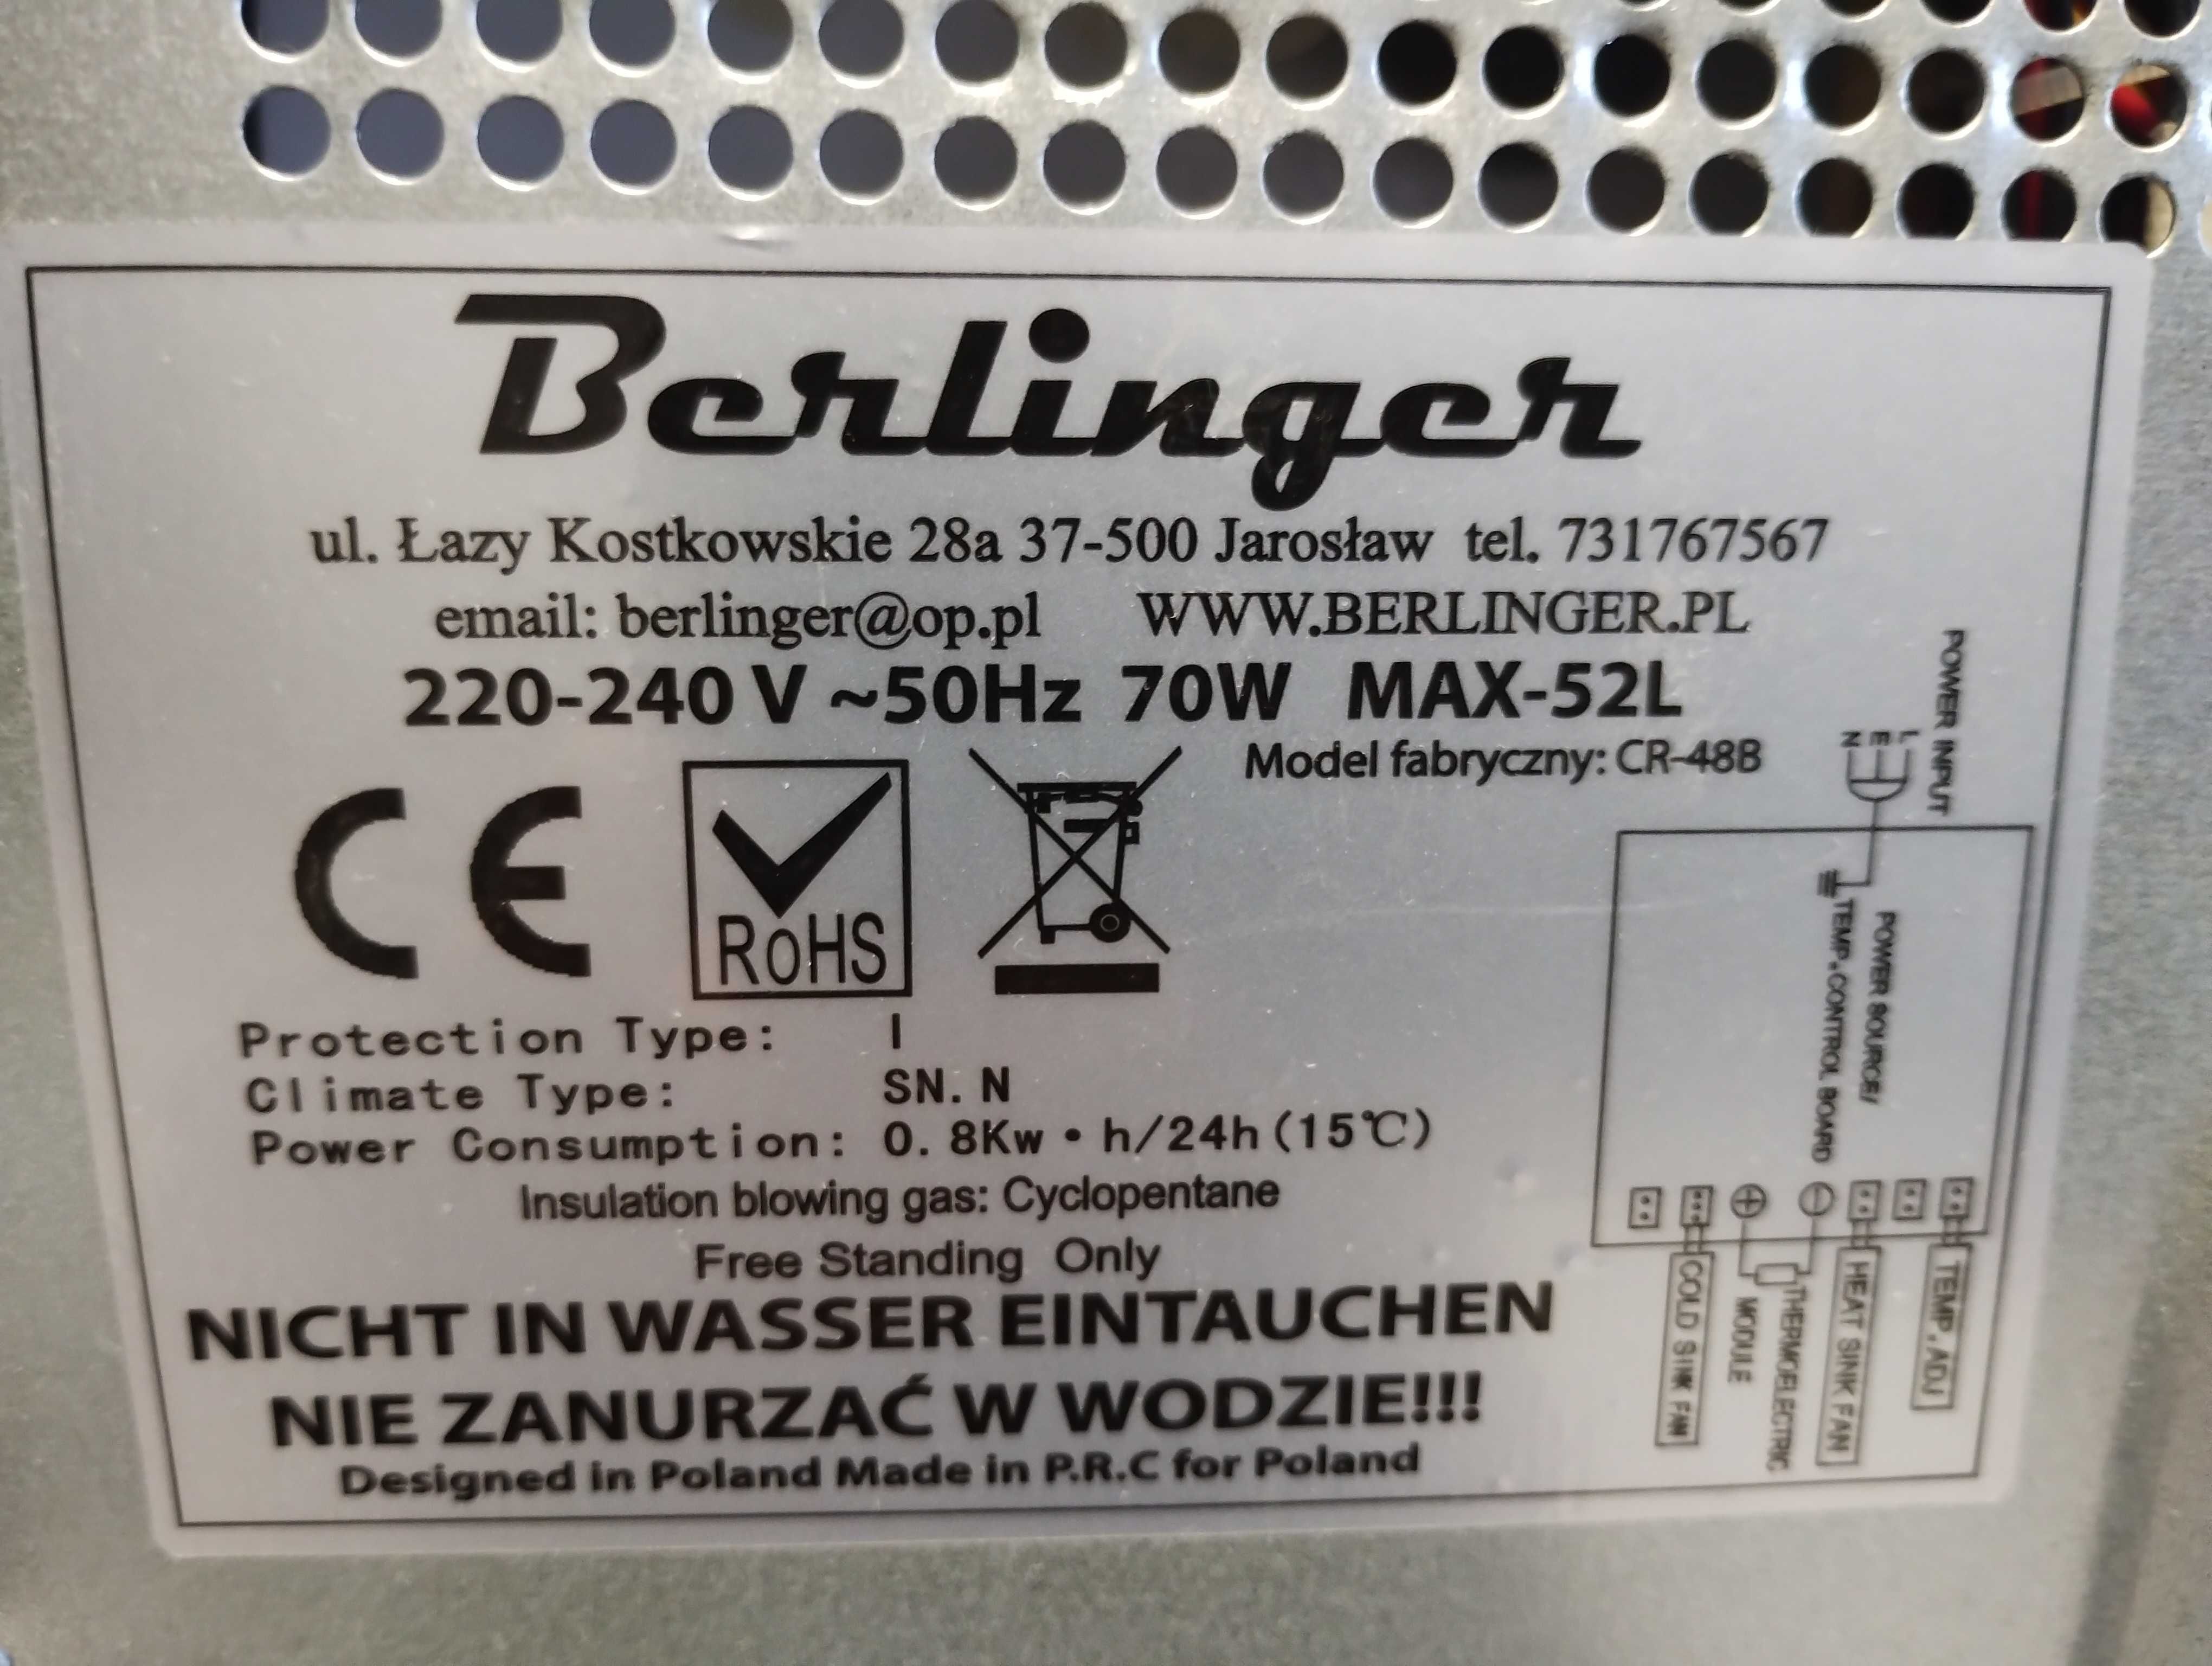 Berlinger
ul. Łazy Kostkowskie 28a 37-500 Jarosław tel. 731767567
email: berlinger@op.pl WWW.BERLINGER.PL
220-240 V ~50Hz 70W MAX-52L
Model fabryczny: CR-48B
CE
RoHS
Protection Type: I
Climate Type: SN. N
Power Consumption: 0. 8Kw • h/24h (15℃)
Insulation blowing gas: Cyclopentane
Free Standing Only
NICHT IN WASSER EINTAUCHEN
NIE ZANURZAĆ W WODZIE!!!
Designed in Poland Made in P.R.C for Poland
POWER INPUT
L
E
N
POWER SOURCE/
TEMP.CONTROL BOARD
TEMP.ADJ
HEAT SINK FAN
THERMOELECTRIC
MODULE
COLD SINK FAN